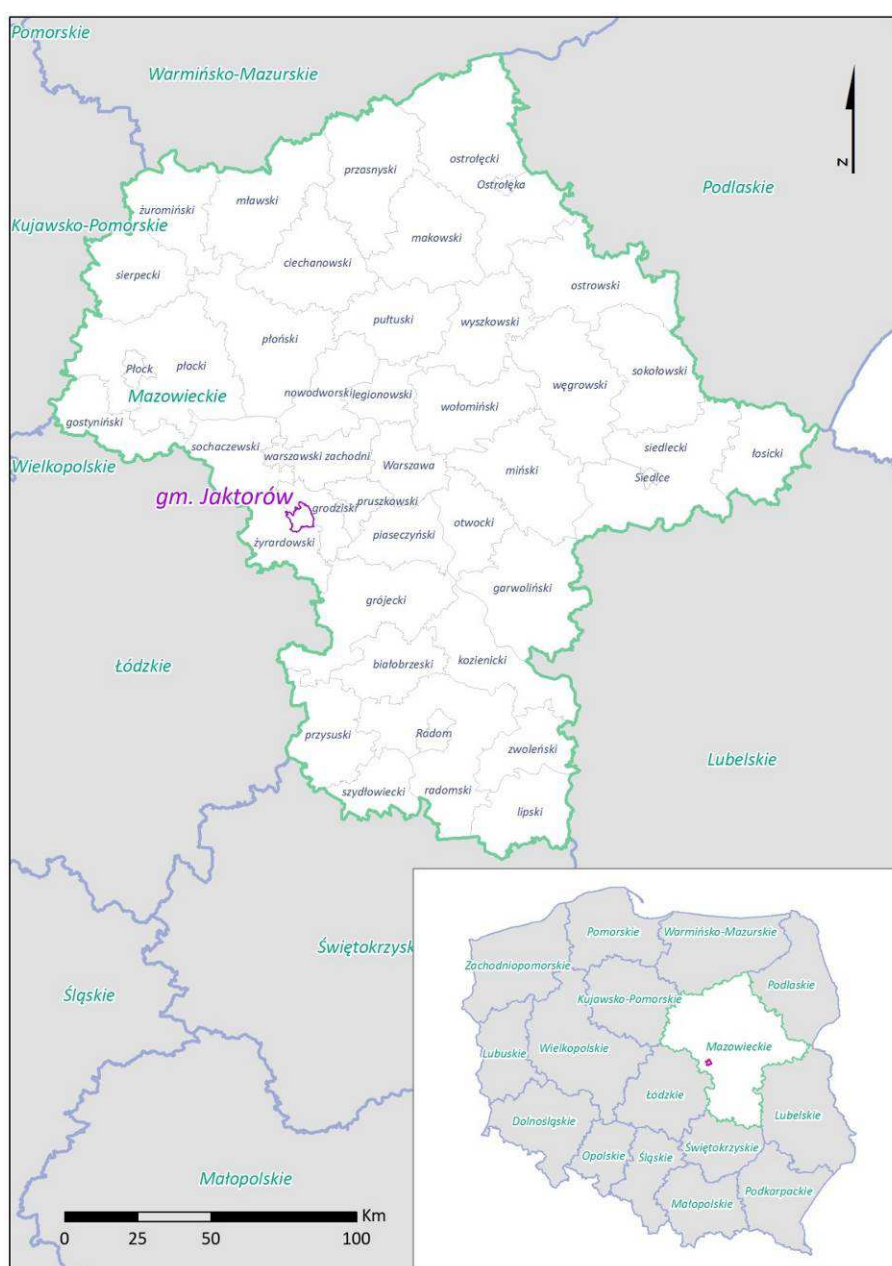 Pomorskie
Warmińsko-Mazurskie
Podlaskie
Kujawsko-Pomorskie
Mazowieckie
Wielkopolskie
Łódzkie
Lubelskie
Świętokrzysk
Śląskie
Małopolskie
N
ostrołęcki
przasnyski
Ostrołęka
mławski
żuromiński
makowski
ciechanowski
sierpecki
ostrowski
pułtuski
wyszkowski
płoński
Płock
płocki
sokołowski
węgrowski
nowodworski
legionowski
wołomiński
gostyniński
sochaczewski
warszawski zachodni
Warszawa
siedlecki
łosicki
miński
Siedlce
gm. Jaktorów
grodziski
pruszkowski
otwocki
żyrardowski
piaseczyński
garwoliński
grójecki
białobrzeski
kozienicki
przysuski
Radom
zwoleński
szydłowiecki
radomski
lipski
Km
0
25
50
100
Pomorskie
Warmińsko-Mazurskie
Zachodniopomorskie
Podlaskie
Kujawsko-Pomorskie
Mazowieckie
Lubuskie
Wielkopolskie
Łódzkie
Lubelskie
Dolnośląskie
Opolskie
Śląskie
Świętokrzyskie
Małopolskie
Podkarpackie